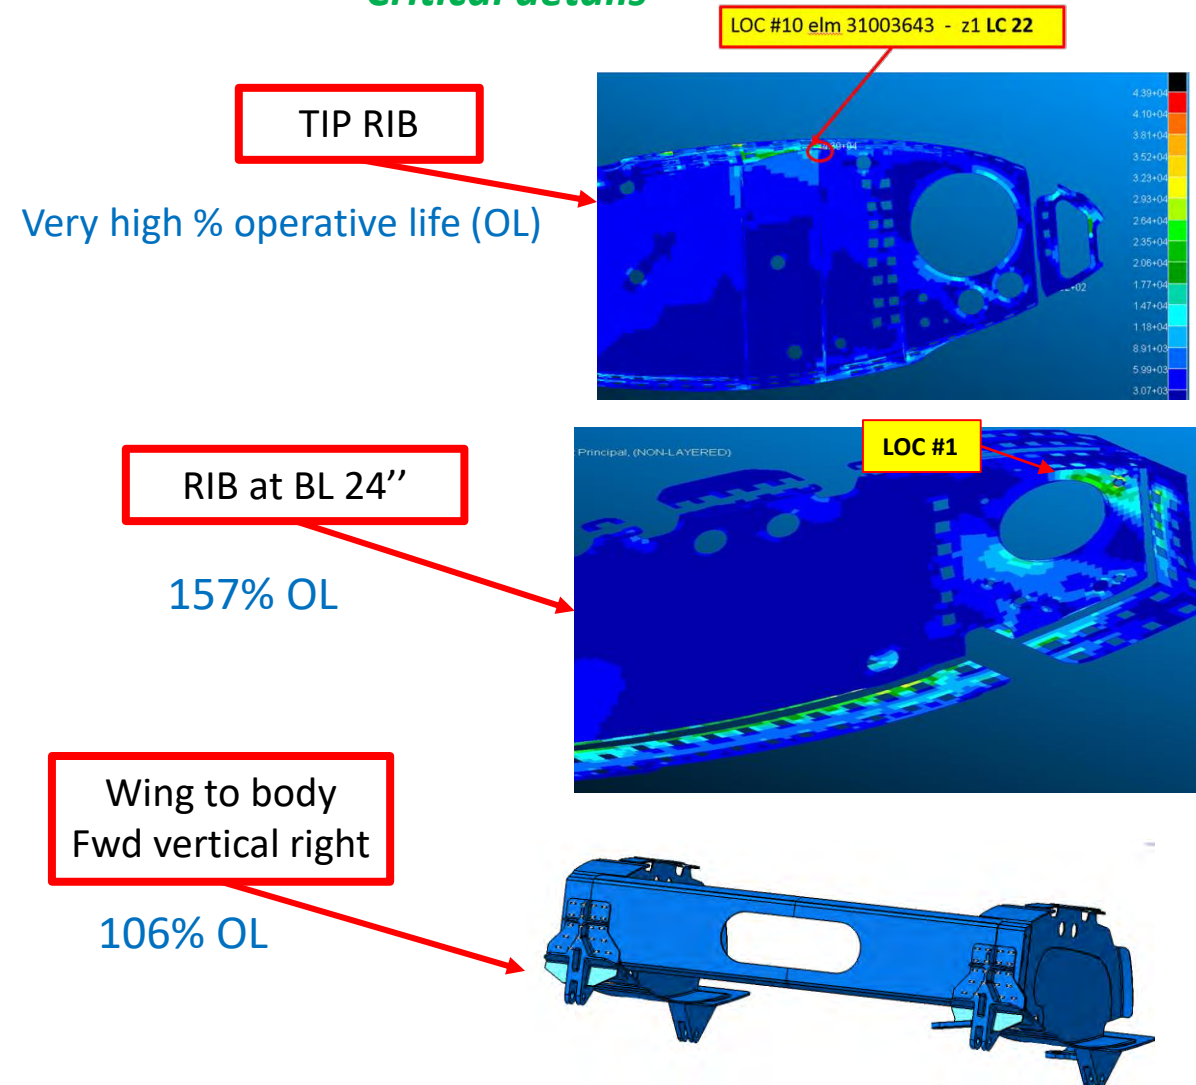 Critical details
LOC #10 elm 31003643 - z1 LC 22
TIP RIB
Very high % operative life (OL)
4.39+04
4.10+04
3.81+04
3.52+04
3.23+04
2.93+04
2.64+04
2.35+04
2.06+04
1.77+04
1.47+04
1.18+04
8.91+03
5.99+03
3.07+03
Principal, (NON-LAYERED)
LOC #1
RIB at BL 24’’
157% OL
Wing to body
Fwd vertical right
106% OL